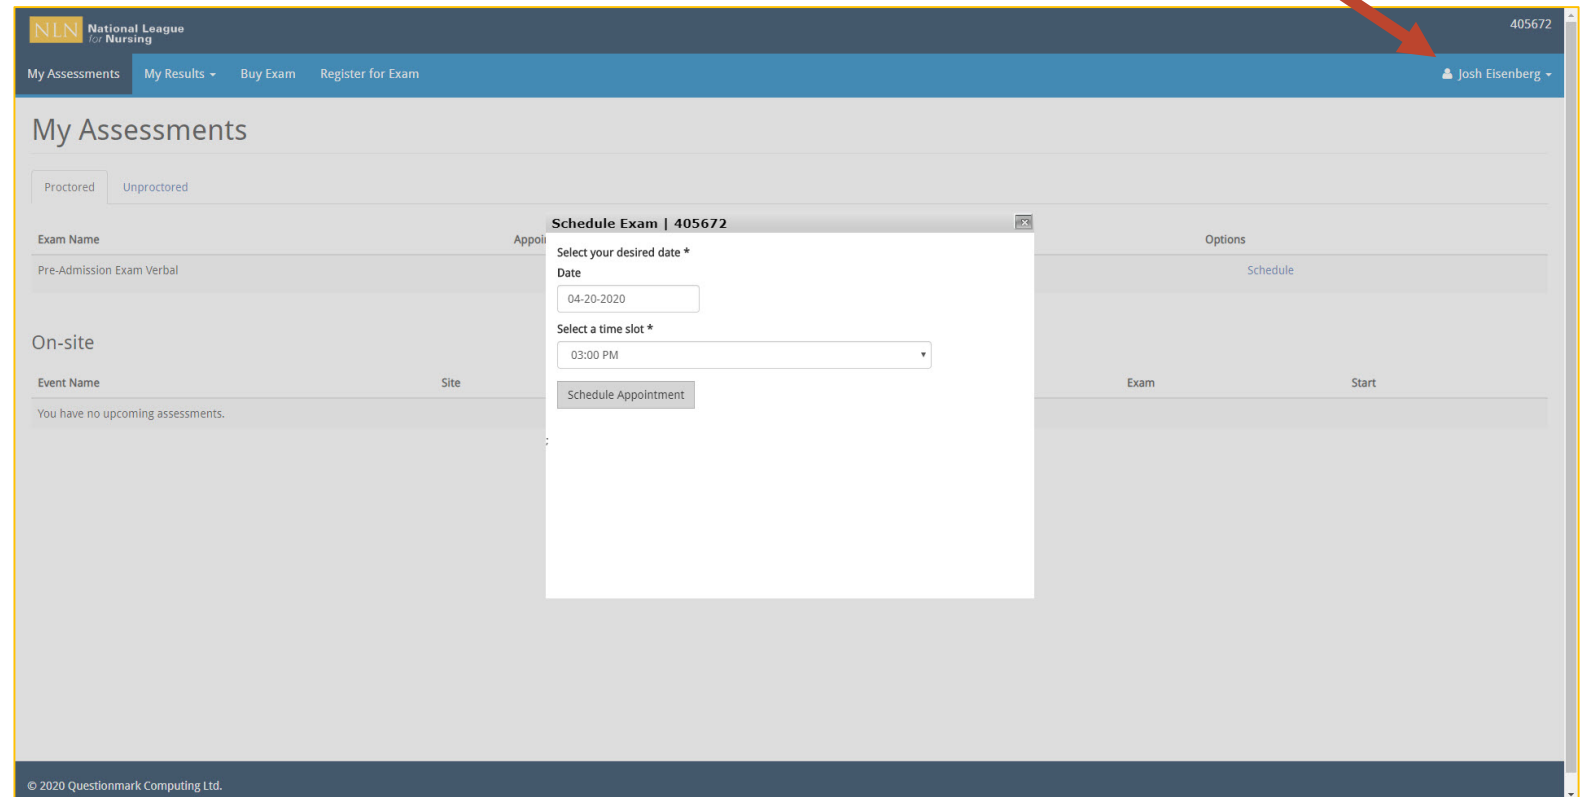 NLN National League for Nursing
405672
My Assessments My Results Buy Exam Register for Exam Josh Eisenberg
My Assessments
Proctored Unproctored
Exam Name Options
Pre-Admission Exam Verbal Schedule
Schedule Exam | 405672
Select your desired date *
Date
04-20-2020
Select a time slot *
03:00 PM
Schedule Appointment
:
On-site
Event Name Site Exam Start
You have no upcoming assessments.
© 2020 Questionmark Computing Ltd.